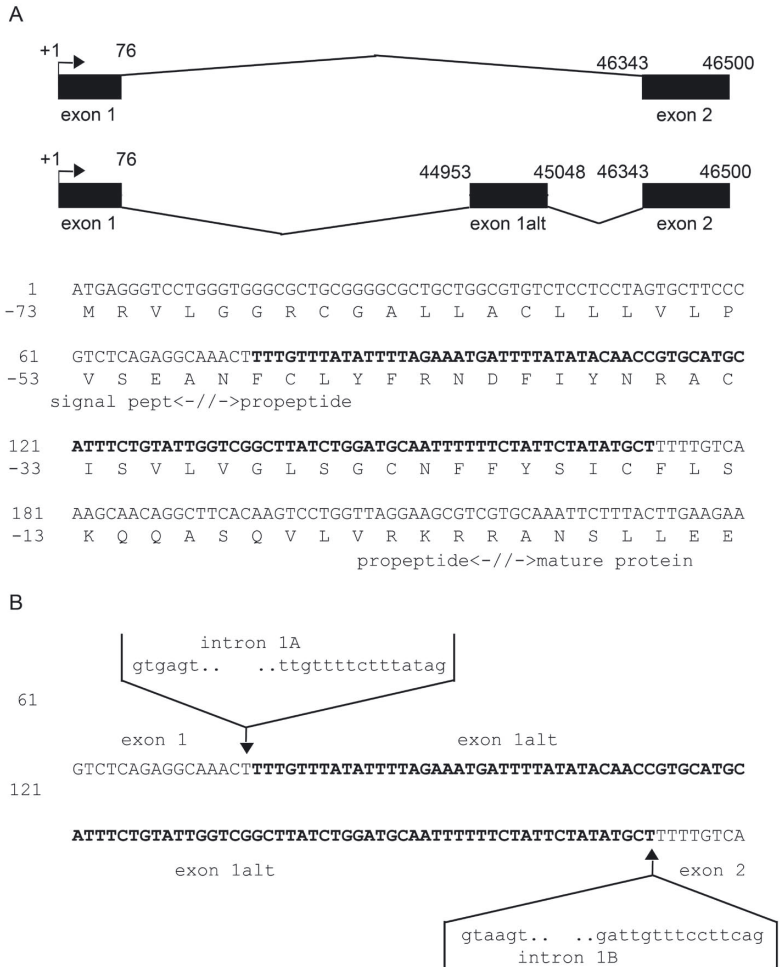 A
+1 76 46343 46500
exon 1 exon 2
+1 76 44953 45048 46343 46500
exon 1 exon 1alt exon 2
1 ATGAGGGTCCTGGGTGGGCGCTGCGGGGCGCTGCTGGCGTGTCTCCTCCTAGTGCTTCCC
-73 M R V L G G R C G A L L A C L L L V L P
61 GTCTCAGAGGCAAACTTTTGTTTATATTTTAGAAATGATTTTATATACAACCGTGCATGC
-53 V S E A N F C L Y F R N D F I Y N R A C
signal pept<-//->propeptide
121 ATTTCTGTATTGGTCGGCTTATCTGGATGCAATTTTTTCTATTCTATATGCTTTTTGTCA
-33 I S V L V G L S G C N F F Y S I C F L S
181 AAGCAACAGGCTTCACAAGTCCTGGTTAGGAAGCGTCGTGCAAATTCTTTACTTGAAGAA
-13 K Q Q A S Q V L V R K R R A N S L L E E
propeptide<-//->mature protein
B
intron 1A
gtgagt.. ..ttgttttctttatag
61
exon 1 exon 1alt
GTCTCAGAGGCAAACTTTTGTTTATATTTTAGAAATGATTTTATATACAACCGTGCATGC
121
ATTTCTGTATTGGTCGGCTTATCTGGATGCAATTTTTTCTATTCTATATGCTTTTTGTCA
exon 1alt exon 2
gtaagt.. ..gattgtttccttcag
intron 1B